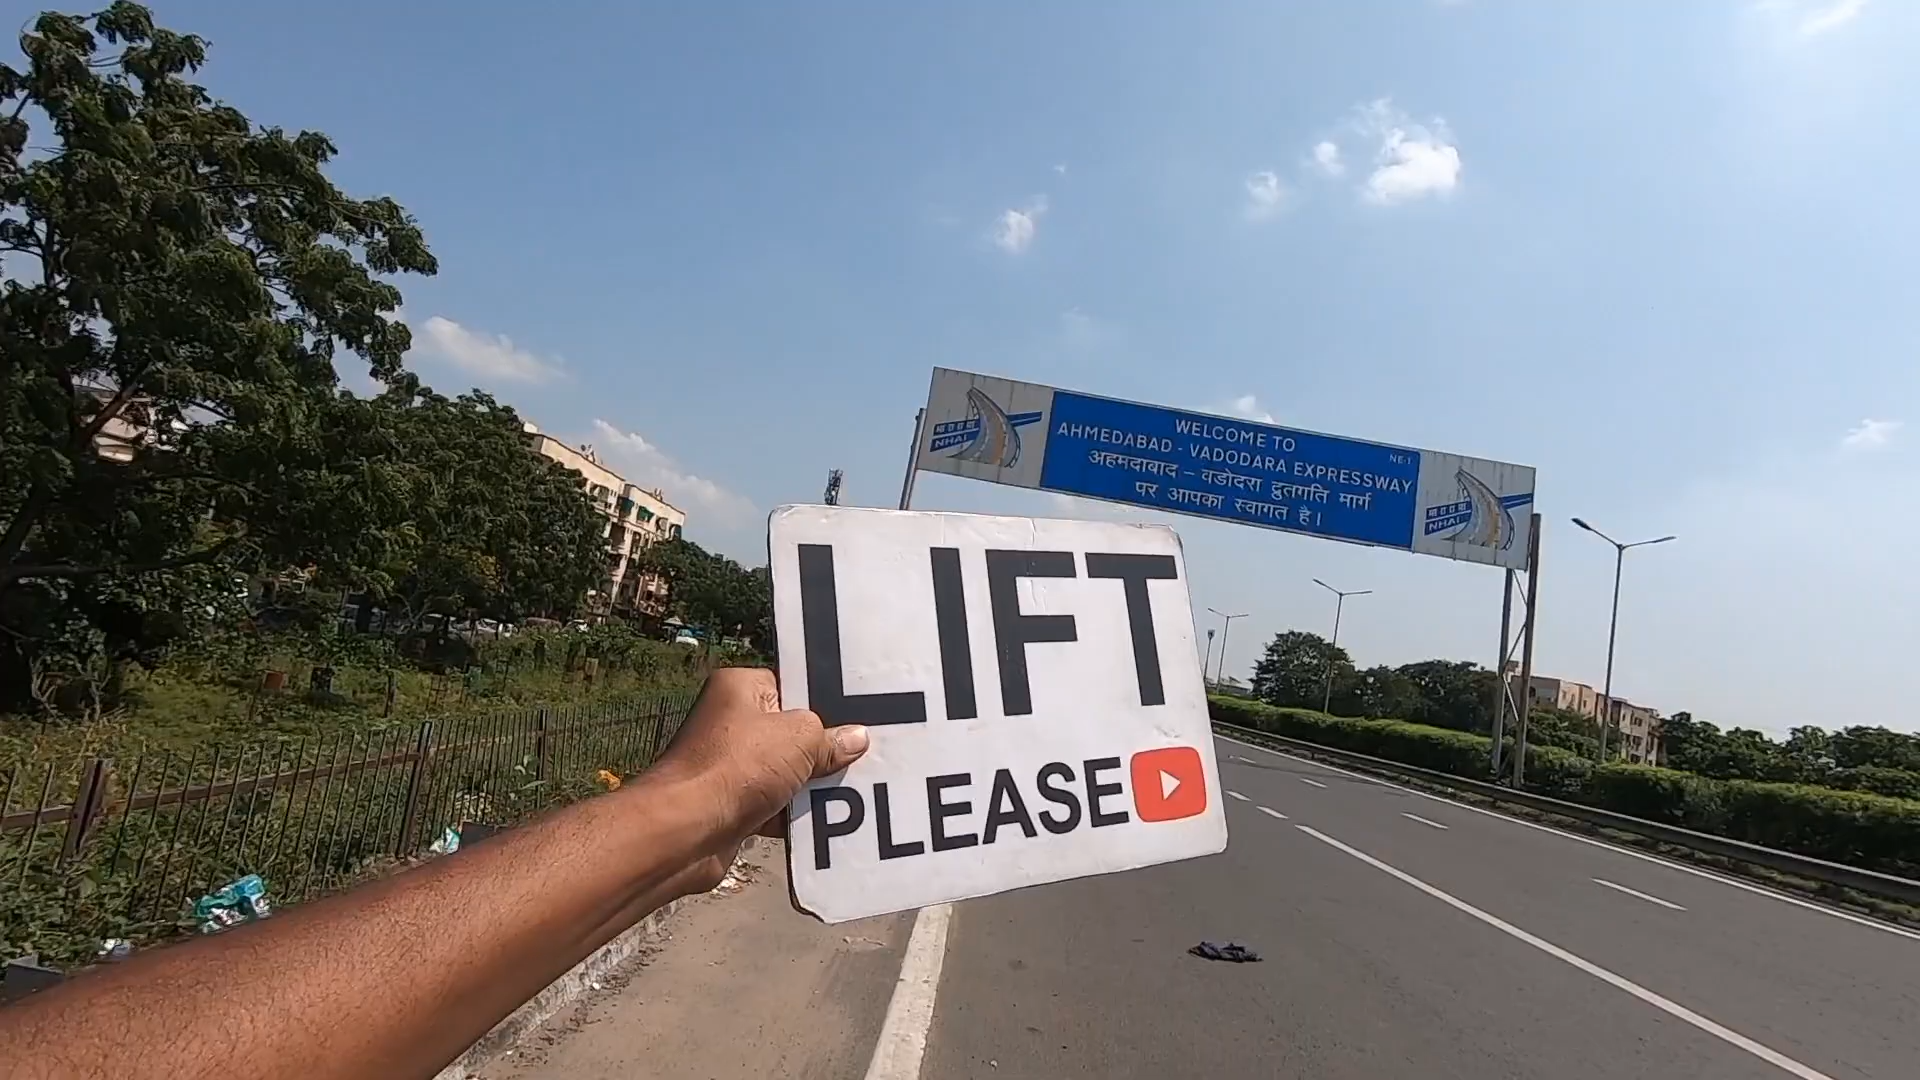 WELCOME TO
NE-1
AHMEDABAD - VADODARA EXPRESSWAY
अहमदाबाद – वडोदरा द्रुतगति मार्ग
पर आपका स्वागत है।
भा रा रा प्रा
NHAI
भा रा रा प्रा
NHAI
LIFT
PLEASE